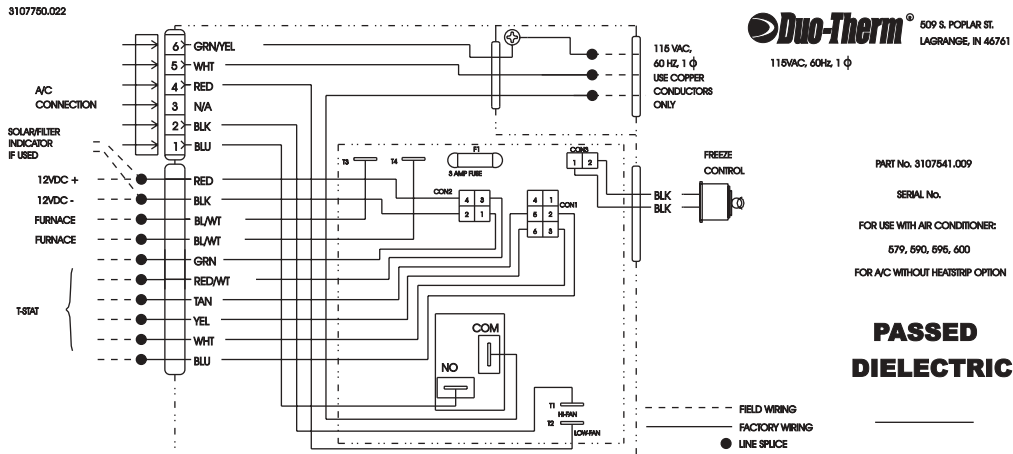 3107750.022
Duo-Therm®
509 S. POPLAR ST.
LAGRANGE, IN 46761
115VAC, 60Hz, 1 ϕ
A/C
CONNECTION
6 GRN/YEL
5 WHT
4 RED
3 N/A
2 BLK
1 BLU
115 VAC,
60 HZ, 1 ϕ
USE COPPER
CONDUCTORS
ONLY
SOLAR/FILTER
INDICATOR
IF USED
12VDC + RED
12VDC - BLK
FURNACE BL/WT
FURNACE BL/WT
GRN
RED/WT
T-STAT
TAN
YEL
WHT
BLU
T3
T4
F1
3 AMP FUSE
CON3
1 2
CON2
4 3
2 1
CON1
4 1
5 2
6 3
FREEZE
CONTROL
BLK
BLK
COM
NO
T1
HI-FAN
T2
LOW-FAN
PART No. 3107541.009
SERIAL No.
FOR USE WITH AIR CONDITIONER:
579, 590, 595, 600
FOR A/C WITHOUT HEATSTRIP OPTION
PASSED
DIELECTRIC
FIELD WIRING
FACTORY WIRING
LINE SPLICE